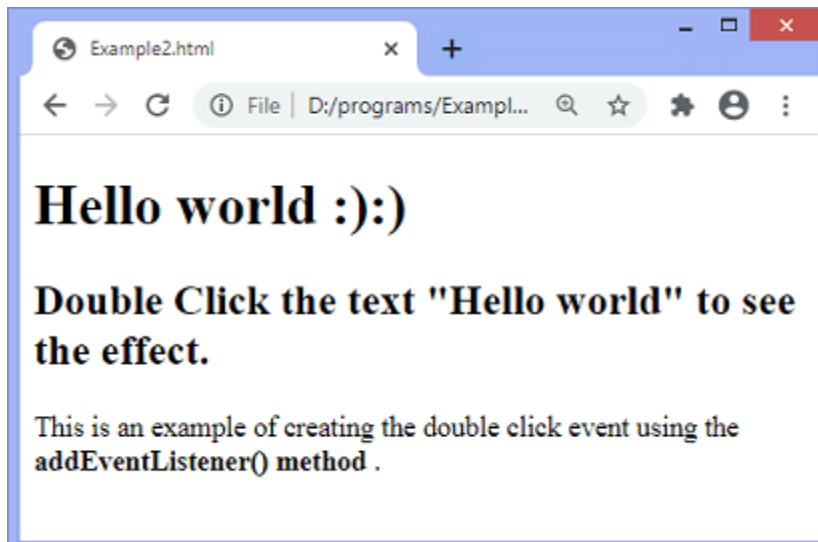 Example2.html
File D:/programs/Exampl...
Hello world :):)
Double Click the text "Hello world" to see
the effect.
This is an example of creating the double click event using the
addEventListener() method .